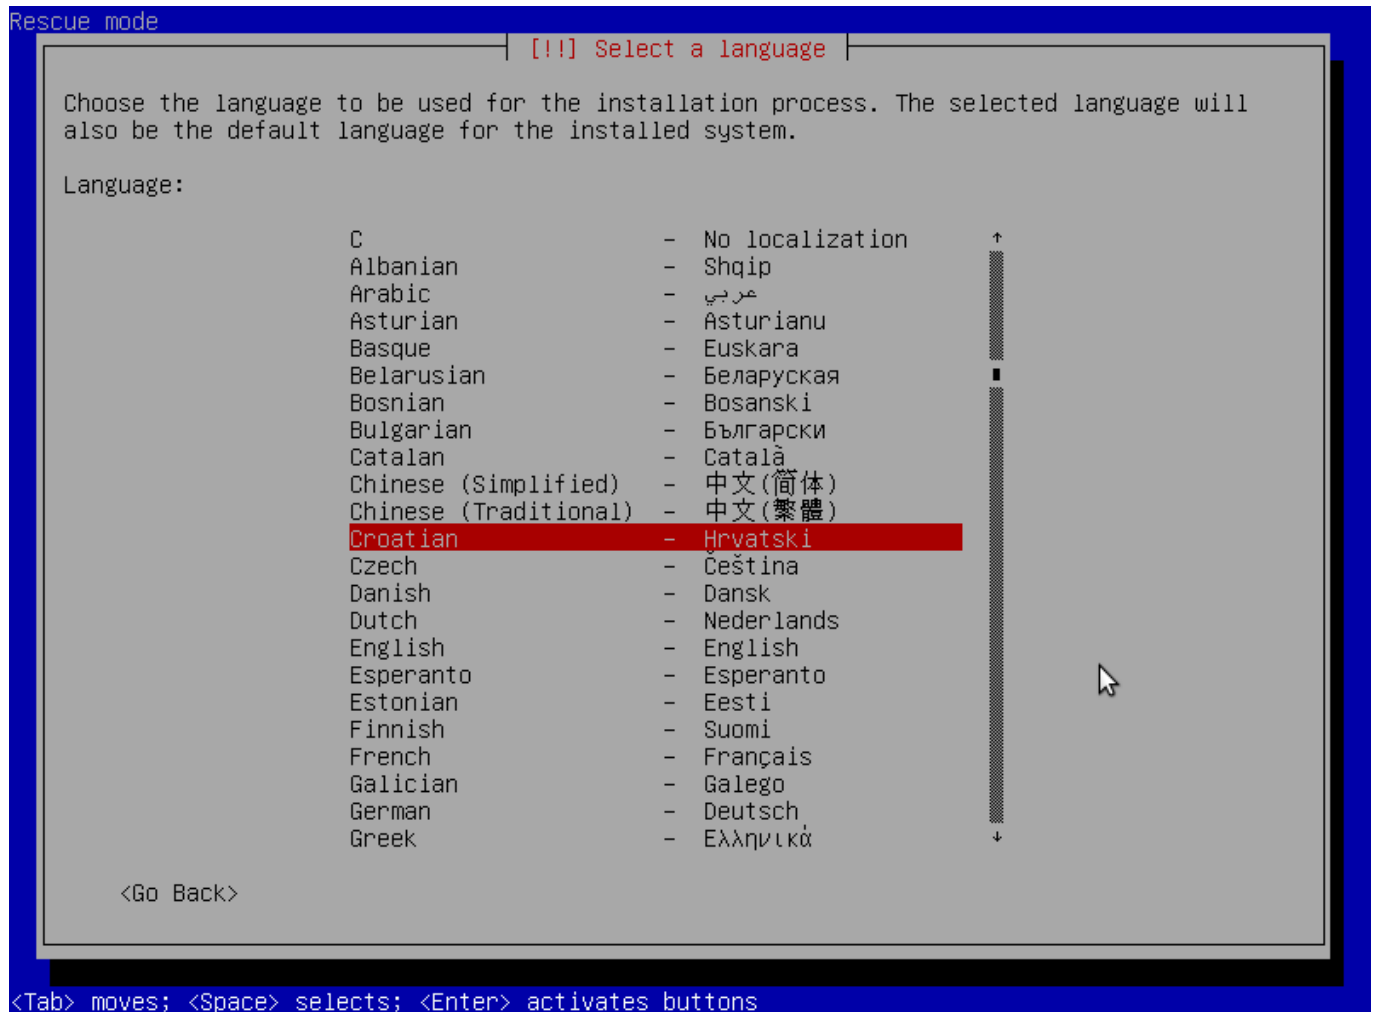 Rescue mode
[!!] Select a language
Choose the language to be used for the installation process. The selected language will
also be the default language for the installed system.
Language:
C - No localization
Albanian - Shqip
Arabic - عربي
Asturian - Asturianu
Basque - Euskara
Belarusian - Беларуская
Bosnian - Bosanski
Bulgarian - Български
Catalan - Català
Chinese (Simplified) - 中文(简体)
Chinese (Traditional) - 中文(繁體)
Croatian - Hrvatski
Czech - Čeština
Danish - Dansk
Dutch - Nederlands
English - English
Esperanto - Esperanto
Estonian - Eesti
Finnish - Suomi
French - Français
Galician - Galego
German - Deutsch
Greek - Ελληνικά
<Go Back>
<Tab> moves; <Space> selects; <Enter> activates buttons